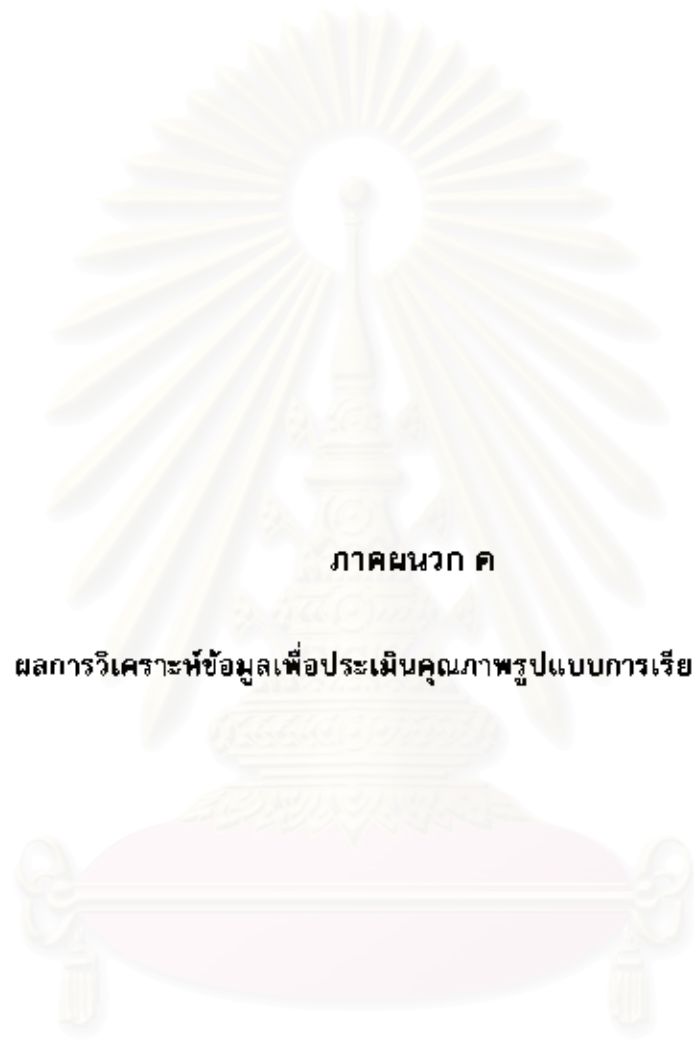 ภาคผนวก ค
ผลการวิเคราะห์ข้อมูลเพื่อประเมินคุณภาพรูปแบบการเรีย